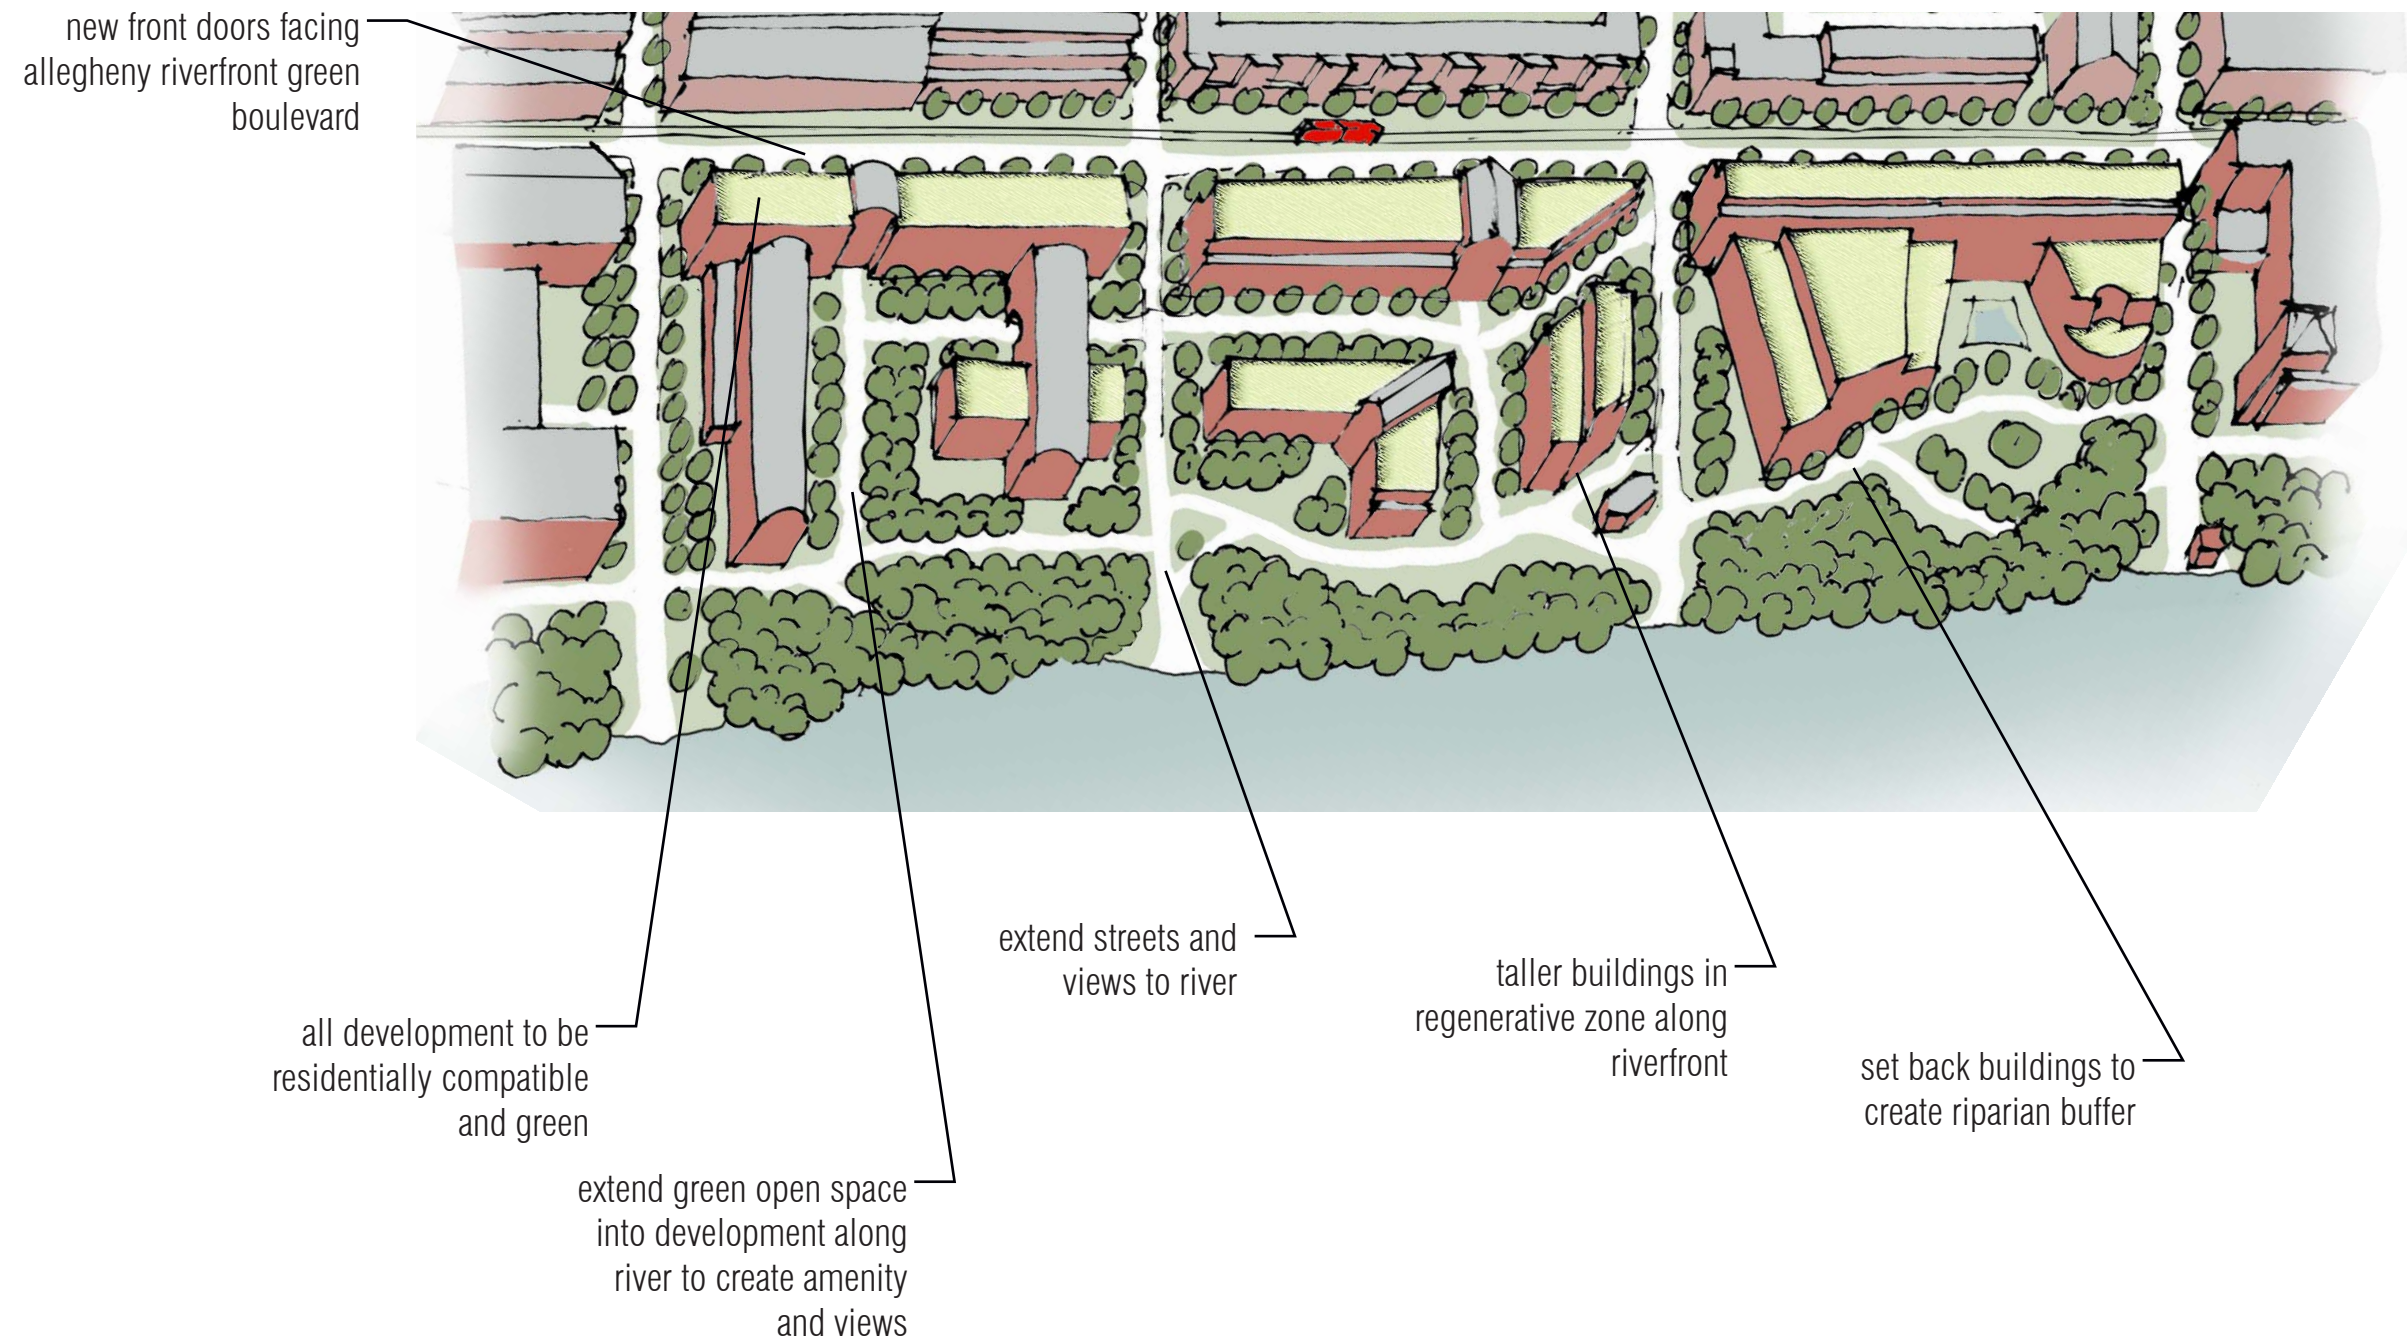 new front doors facing
allegheny riverfront green
boulevard
extend streets and
views to river
taller buildings in
regenerative zone along
riverfront
all development to be
residentially compatible
and green
set back buildings to
create riparian buffer
extend green open space
into development along
river to create amenity
and views